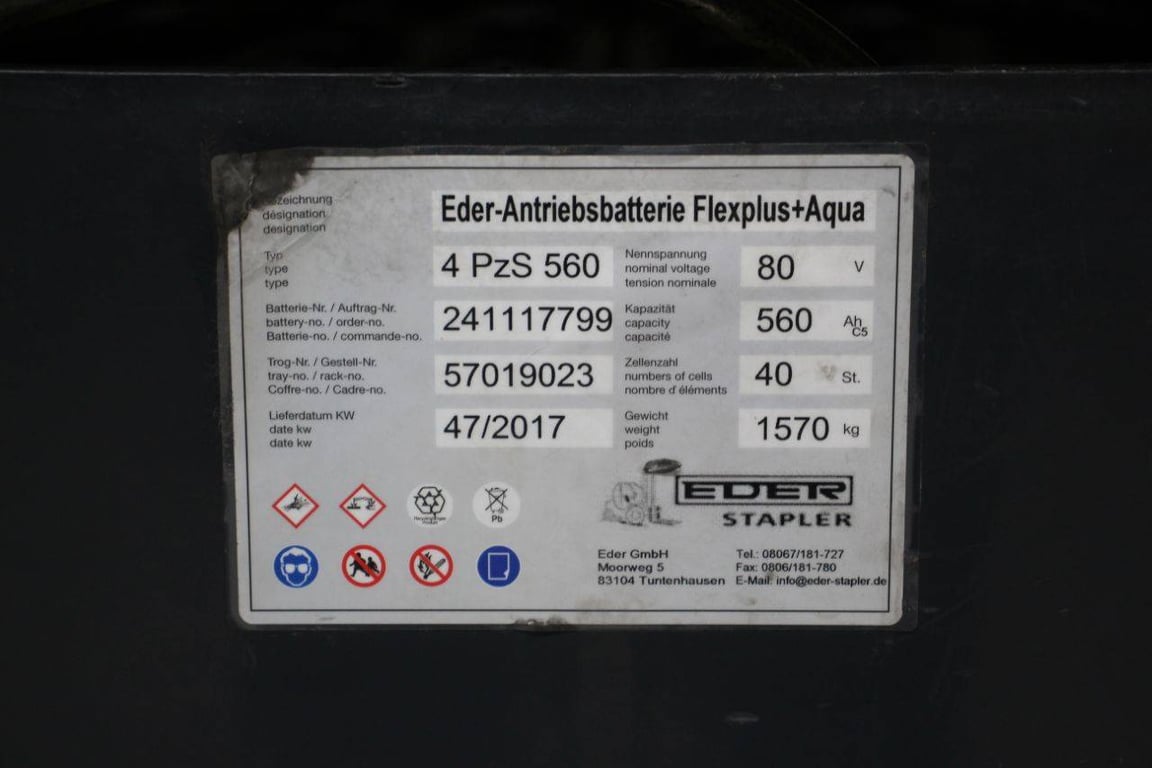 zeichnung
désignation
designation
Eder-Antriebsbatterie Flexplus+Aqua
Typ
type
type
4 PzS 560
Nennspannung
nominal voltage
tension nominale
80 V
Batterie-Nr. / Auftrag-Nr.
battery-no. / order-no.
Batterie-no. / commande-no.
241117799
Kapazität
capacity
capacité
560 Ah C5
Trog-Nr. / Gestell-Nr.
tray-no. / rack-no.
Coffre-no. / Cadre-no.
57019023
Zellenzahl
numbers of cells
nombre d'éléments
40 St.
Lieferdatum KW
date kw
date kw
47/2017
Gewicht
weight
poids
1570 kg
Pb
EDER
STAPLER
Eder GmbH
Moorweg 5
83104 Tuntenhausen
Tel.: 08067/181-727
Fax: 0806/181-780
E-Mail: info@eder-stapler.de